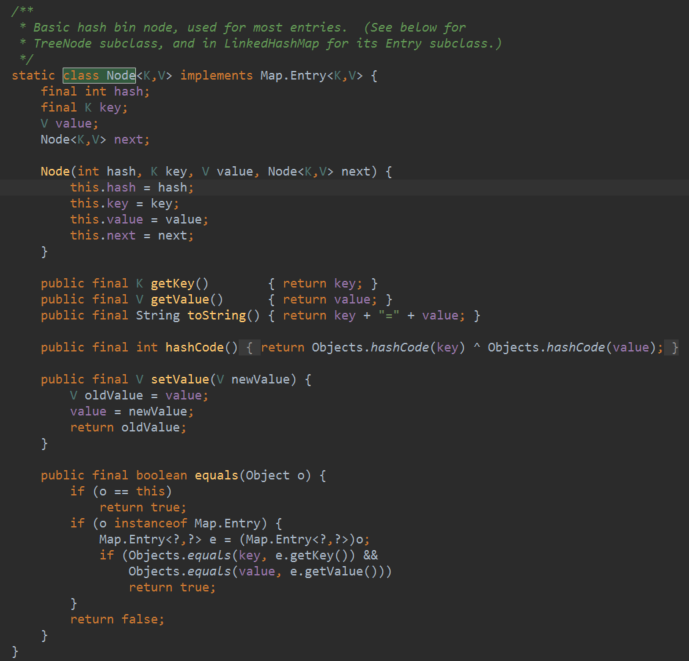 /**
 * Basic hash bin node, used for most entries.  (See below for
 * TreeNode subclass, and in LinkedHashMap for its Entry subclass.)
 */
static class Node<K,V> implements Map.Entry<K,V> {
    final int hash;
    final K key;
    V value;
    Node<K,V> next;

    Node(int hash, K key, V value, Node<K,V> next) {
        this.hash = hash;
        this.key = key;
        this.value = value;
        this.next = next;
    }

    public final K getKey()        { return key; }
    public final V getValue()      { return value; }
    public final String toString() { return key + "=" + value; }

    public final int hashCode() { return Objects.hashCode(key) ^ Objects.hashCode(value); }

    public final V setValue(V newValue) {
        V oldValue = value;
        value = newValue;
        return oldValue;
    }

    public final boolean equals(Object o) {
        if (o == this)
            return true;
        if (o instanceof Map.Entry) {
            Map.Entry<?,?> e = (Map.Entry<?,?>)o;
            if (Objects.equals(key, e.getKey()) &&
                Objects.equals(value, e.getValue()))
                return true;
        }
        return false;
    }
}